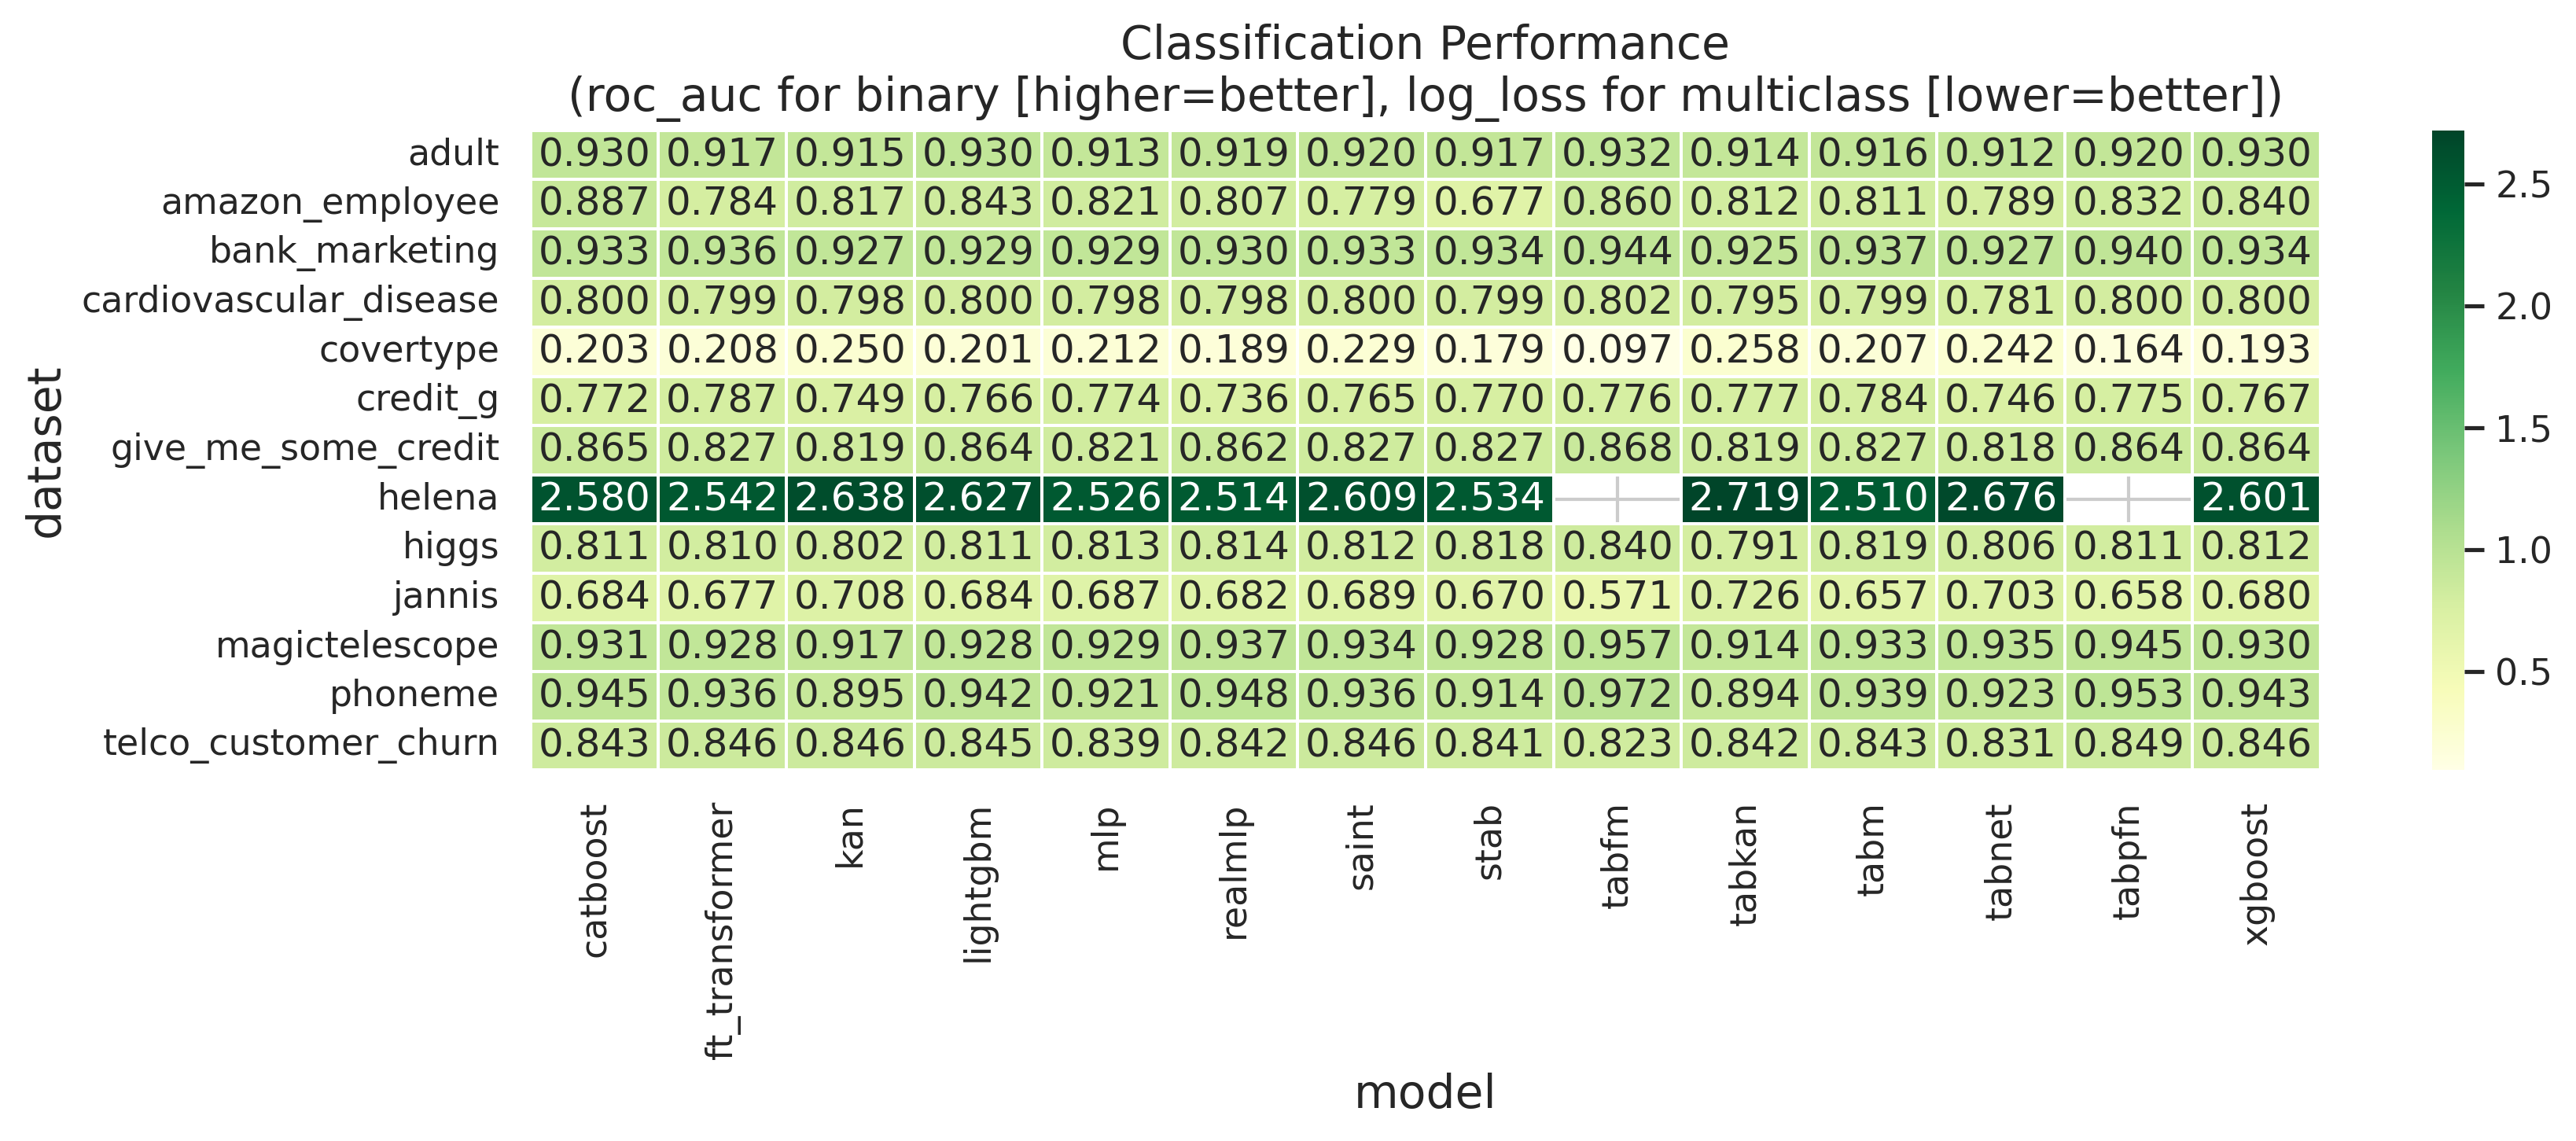 Classification Performance
(roc_auc for binary [higher=better], log_loss for multiclass [lower=better])
dataset
adult 0.930 0.917 0.915 0.930 0.913 0.919 0.920 0.917 0.932 0.914 0.916 0.912 0.920 0.930
amazon_employee 0.887 0.784 0.817 0.843 0.821 0.807 0.779 0.677 0.860 0.812 0.811 0.789 0.832 0.840
bank_marketing 0.933 0.936 0.927 0.929 0.929 0.930 0.933 0.934 0.944 0.925 0.937 0.927 0.940 0.934
cardiovascular_disease 0.800 0.799 0.798 0.800 0.798 0.798 0.800 0.799 0.802 0.795 0.799 0.781 0.800 0.800
covertype 0.203 0.208 0.250 0.201 0.212 0.189 0.229 0.179 0.097 0.258 0.207 0.242 0.164 0.193
credit_g 0.772 0.787 0.749 0.766 0.774 0.736 0.765 0.770 0.776 0.777 0.784 0.746 0.775 0.767
give_me_some_credit 0.865 0.827 0.819 0.864 0.821 0.862 0.827 0.827 0.868 0.819 0.827 0.818 0.864 0.864
helena 2.580 2.542 2.638 2.627 2.526 2.514 2.609 2.534 2.719 2.510 2.676 2.601
higgs 0.811 0.810 0.802 0.811 0.813 0.814 0.812 0.818 0.840 0.791 0.819 0.806 0.811 0.812
jannis 0.684 0.677 0.708 0.684 0.687 0.682 0.689 0.670 0.571 0.726 0.657 0.703 0.658 0.680
magictelescope 0.931 0.928 0.917 0.928 0.929 0.937 0.934 0.928 0.957 0.914 0.933 0.935 0.945 0.930
phoneme 0.945 0.936 0.895 0.942 0.921 0.948 0.936 0.914 0.972 0.894 0.939 0.923 0.953 0.943
telco_customer_churn 0.843 0.846 0.846 0.845 0.839 0.842 0.846 0.841 0.823 0.842 0.843 0.831 0.849 0.846
catboost
ft_transformer
kan
lightgbm
mlp
realmlp
saint
stab
tabfm
tabkan
tabm
tabnet
tabpfn
xgboost
model
2.5
2.0
1.5
1.0
0.5